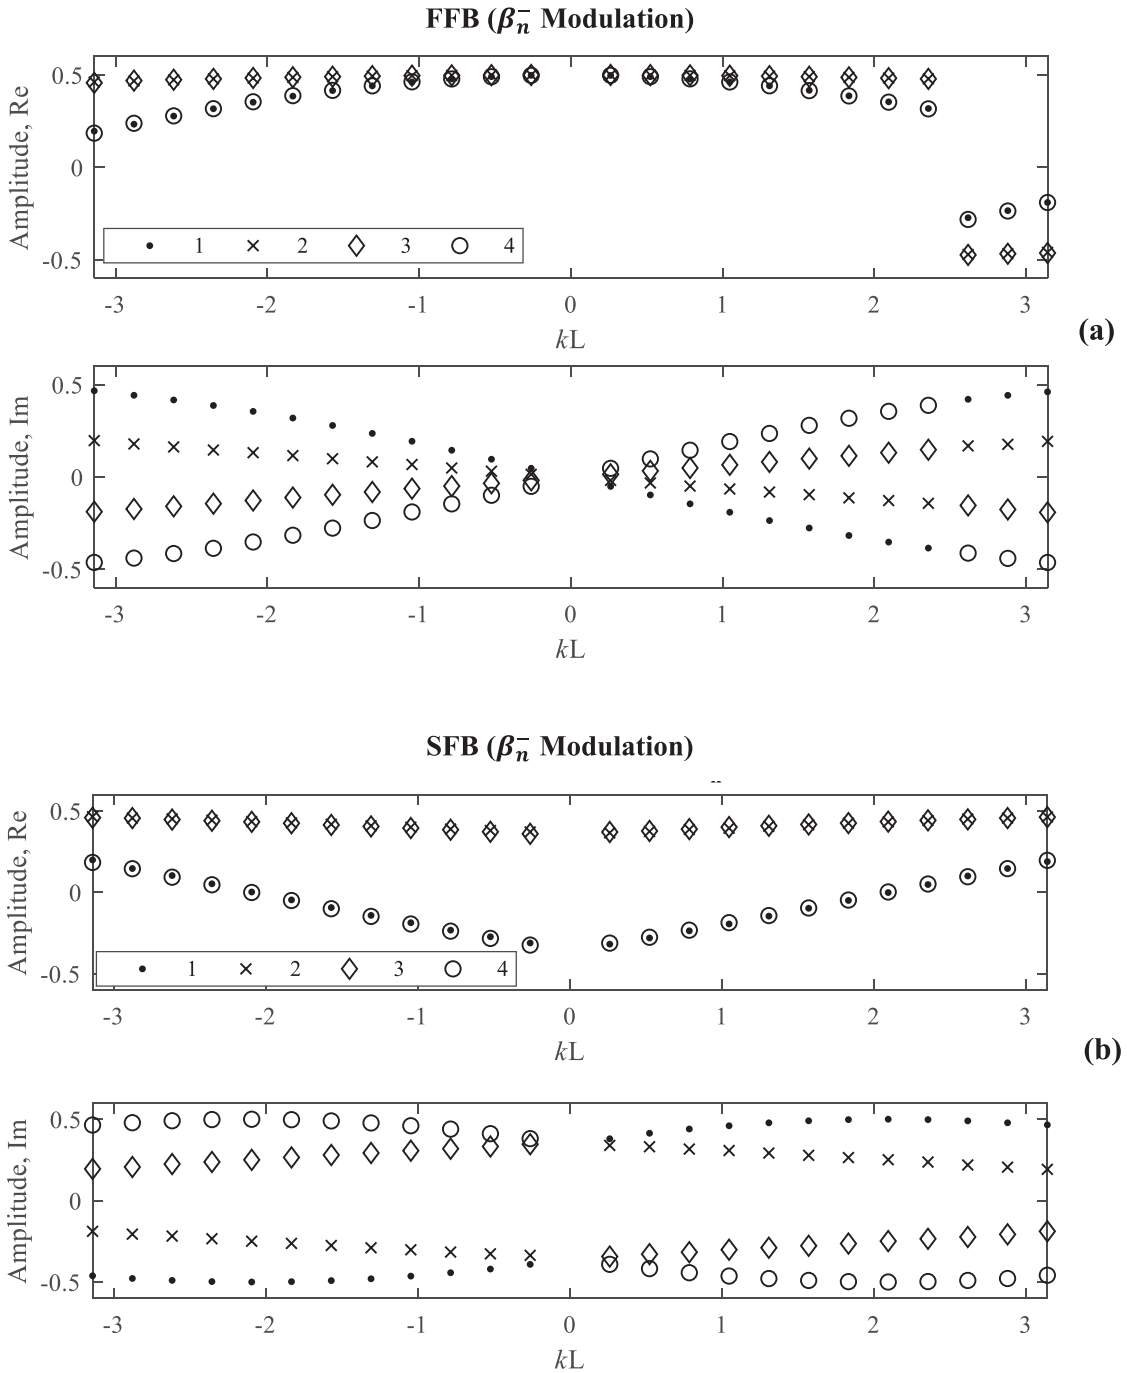 FFB (βₙ⁻ Modulation)
Amplitude, Re
0.5
0
-0.5
1 2 3 4
-3 -2 -1 0 1 2 3
kL
(a)
Amplitude, Im
0.5
0
-0.5
-3 -2 -1 0 1 2 3
kL
SFB (βₙ⁻ Modulation)
Amplitude, Re
0.5
0
-0.5
1 2 3 4
-3 -2 -1 0 1 2 3
kL
(b)
Amplitude, Im
0.5
0
-0.5
-3 -2 -1 0 1 2 3
kL